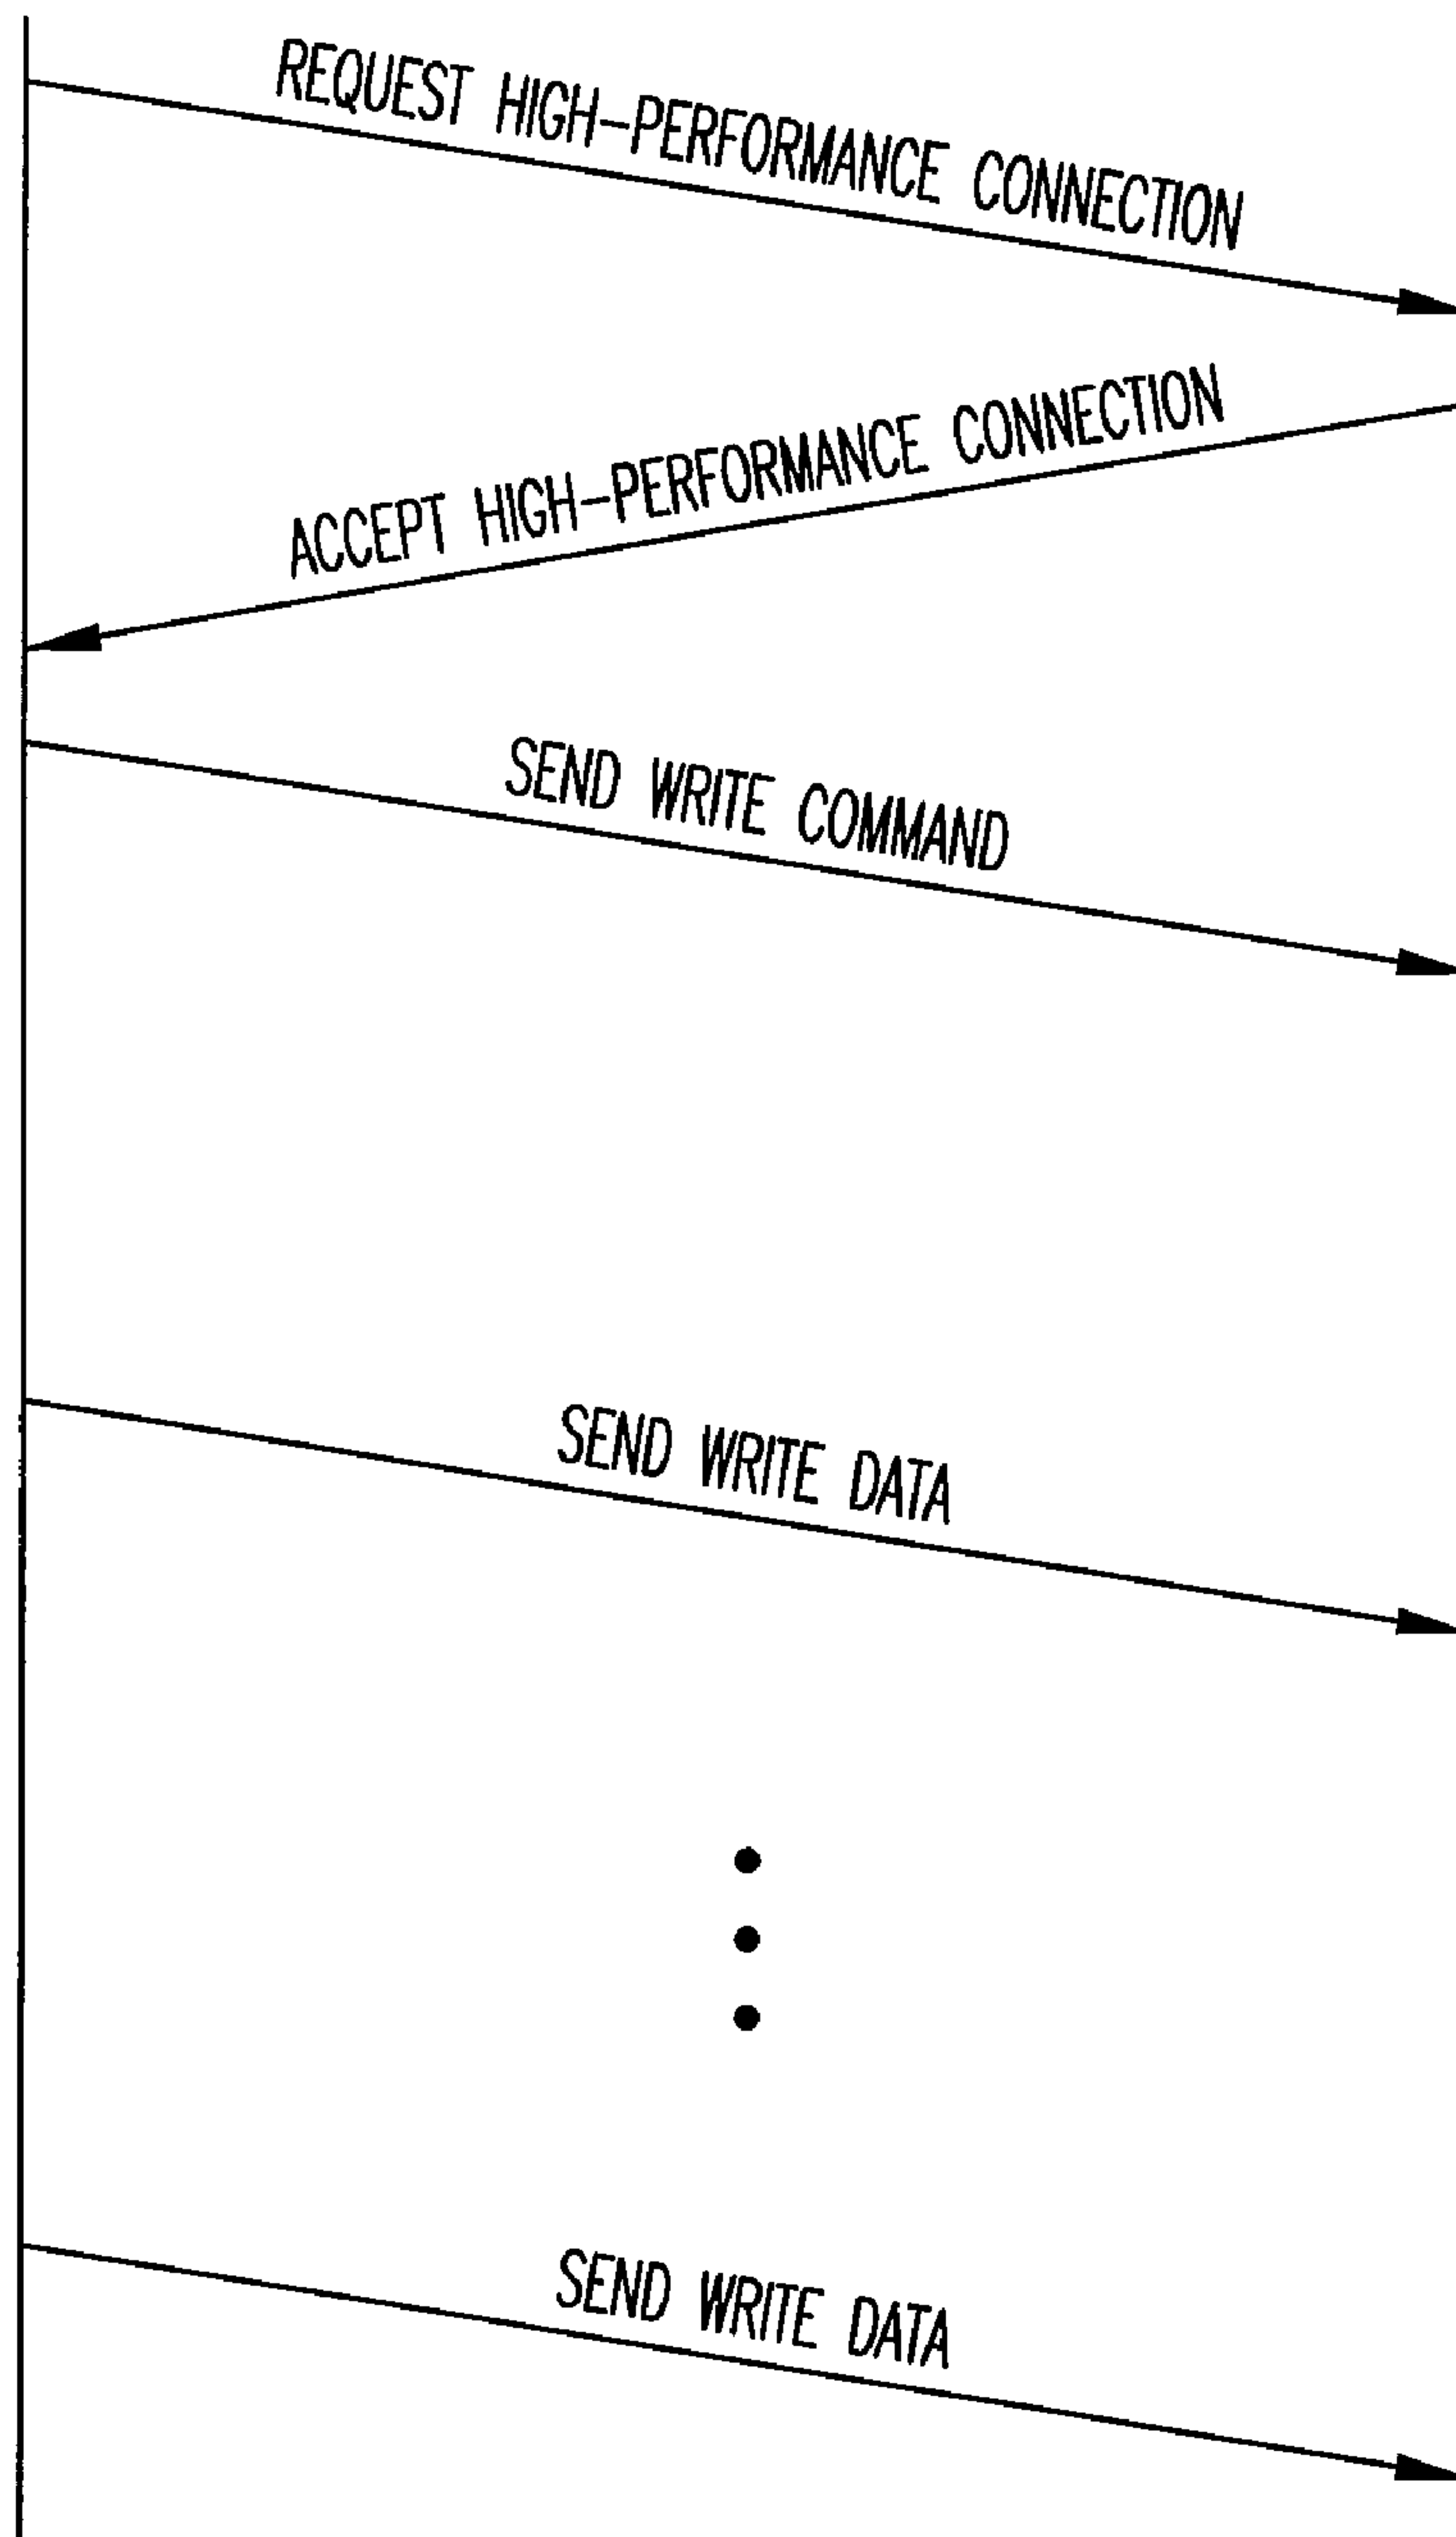 REQUEST HIGH-PERFORMANCE CONNECTION
ACCEPT HIGH-PERFORMANCE CONNECTION
SEND WRITE COMMAND
SEND WRITE DATA
SEND WRITE DATA